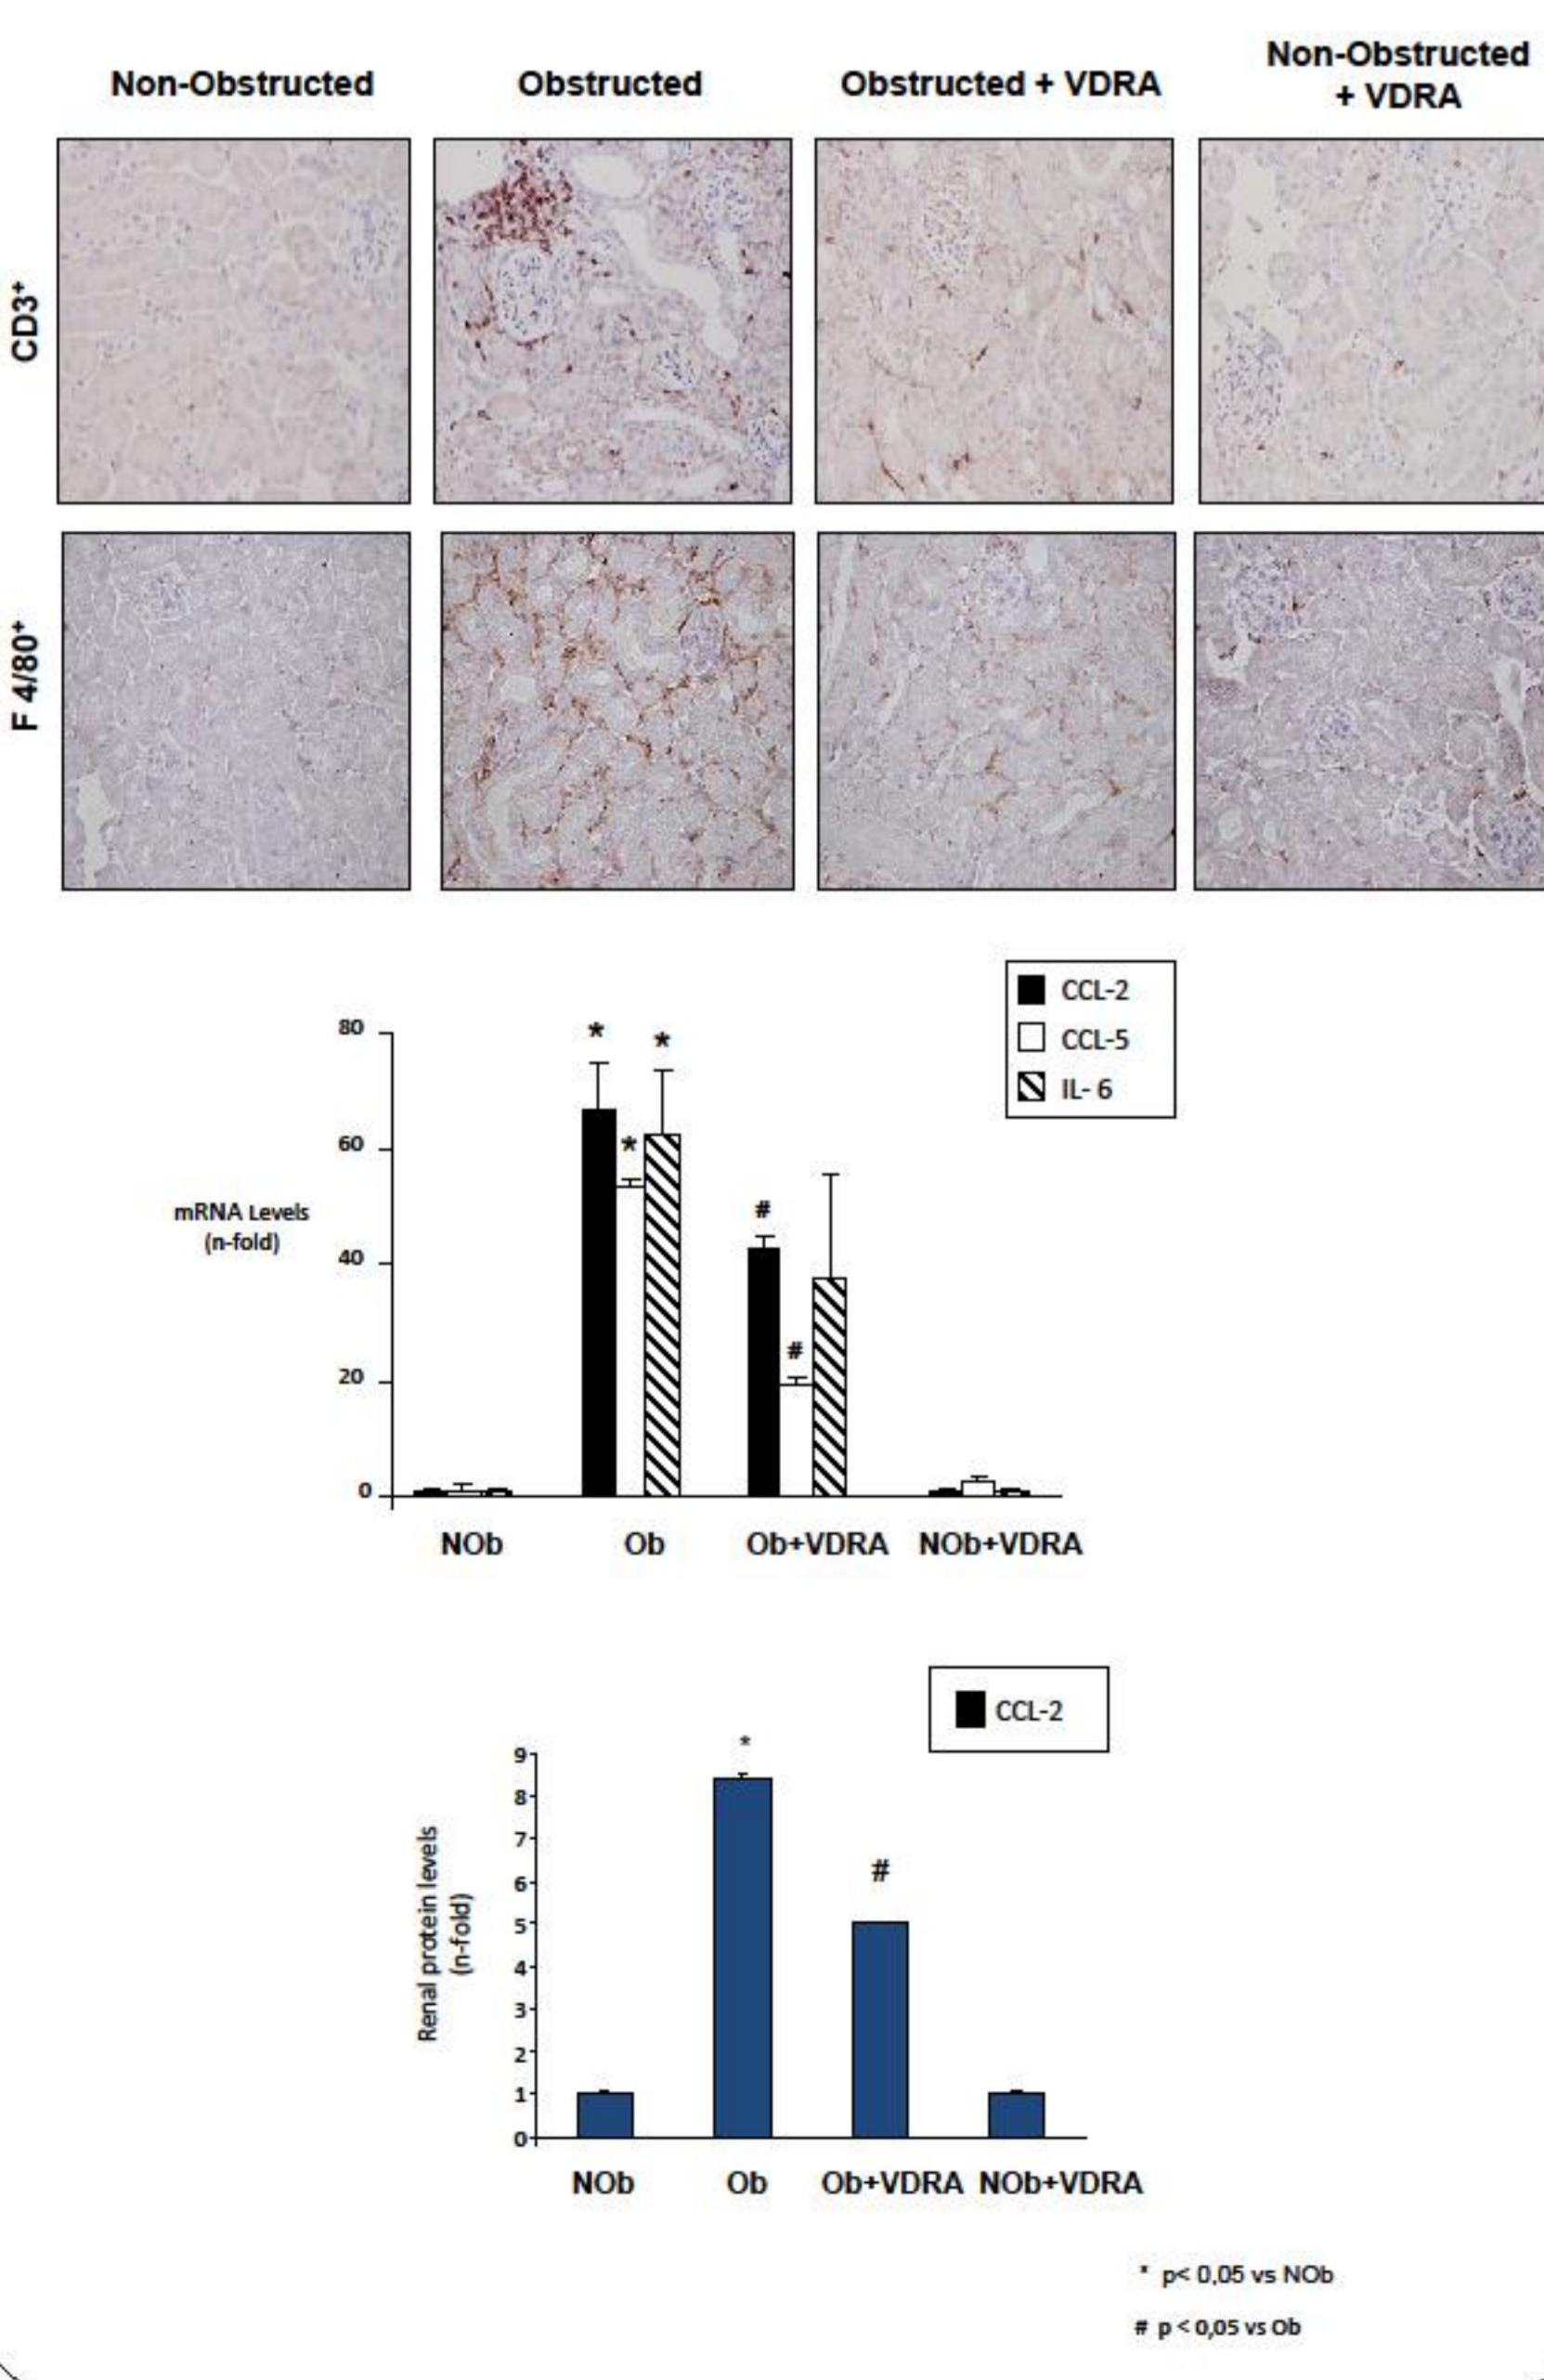 Non-Obstructed
Obstructed
Obstructed + VDRA
Non-Obstructed
+ VDRA
CD3+
F 4/80+
CCL-2
CCL-5
IL- 6
80
60
40
20
0
mRNA Levels
(n-fold)
*
*
*
#
#
NOb
Ob
Ob+VDRA
NOb+VDRA
CCL-2
Renal protein levels
(n-fold)
9
8
7
6
5
4
3
2
1
0
*
#
NOb
Ob
Ob+VDRA
NOb+VDRA
* p< 0,05 vs NOb
# p < 0,05 vs Ob